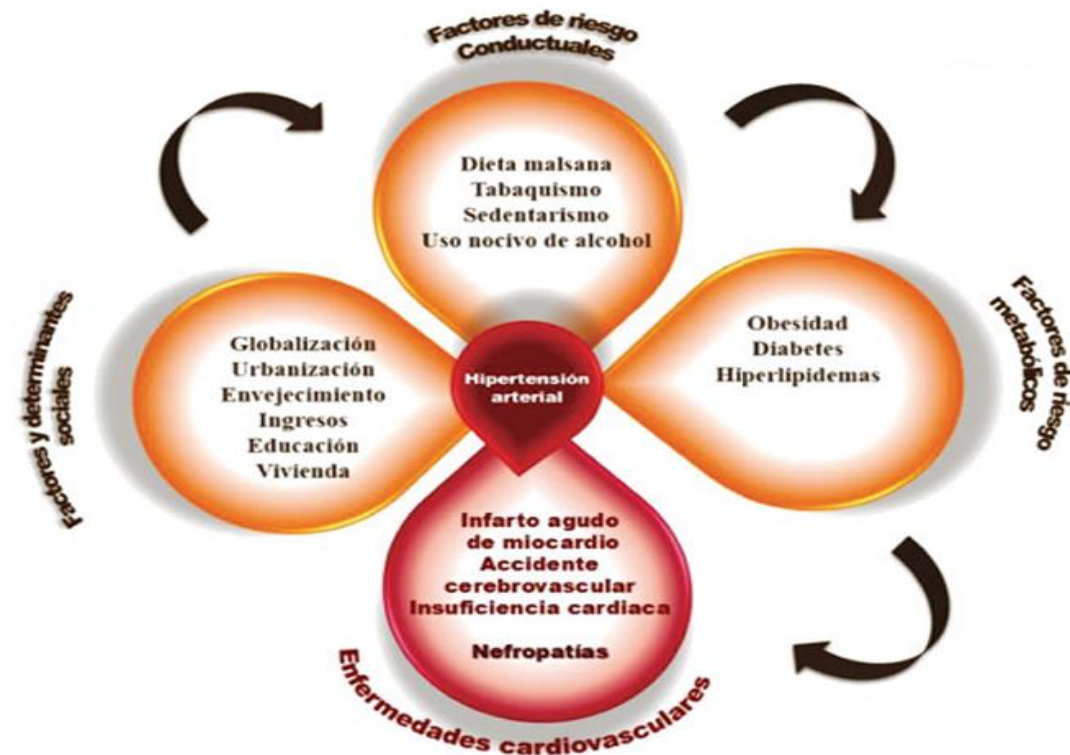 Factores de riesgo
Conductuales
Dieta malsana
Tabaquismo
Sedentarismo
Uso nocivo de alcohol
Factores y determinantes
sociales
Globalización
Urbanización
Envejecimiento
Ingresos
Educación
Vivienda
Hipertensión
arterial
Obesidad
Diabetes
Hiperlipidemas
Factores de riesgo
metabólicos
Infarto agudo
de miocardio
Accidente
cerebrovascular
Insuficiencia cardiaca
Nefropatías
Enfermedades cardiovasculares